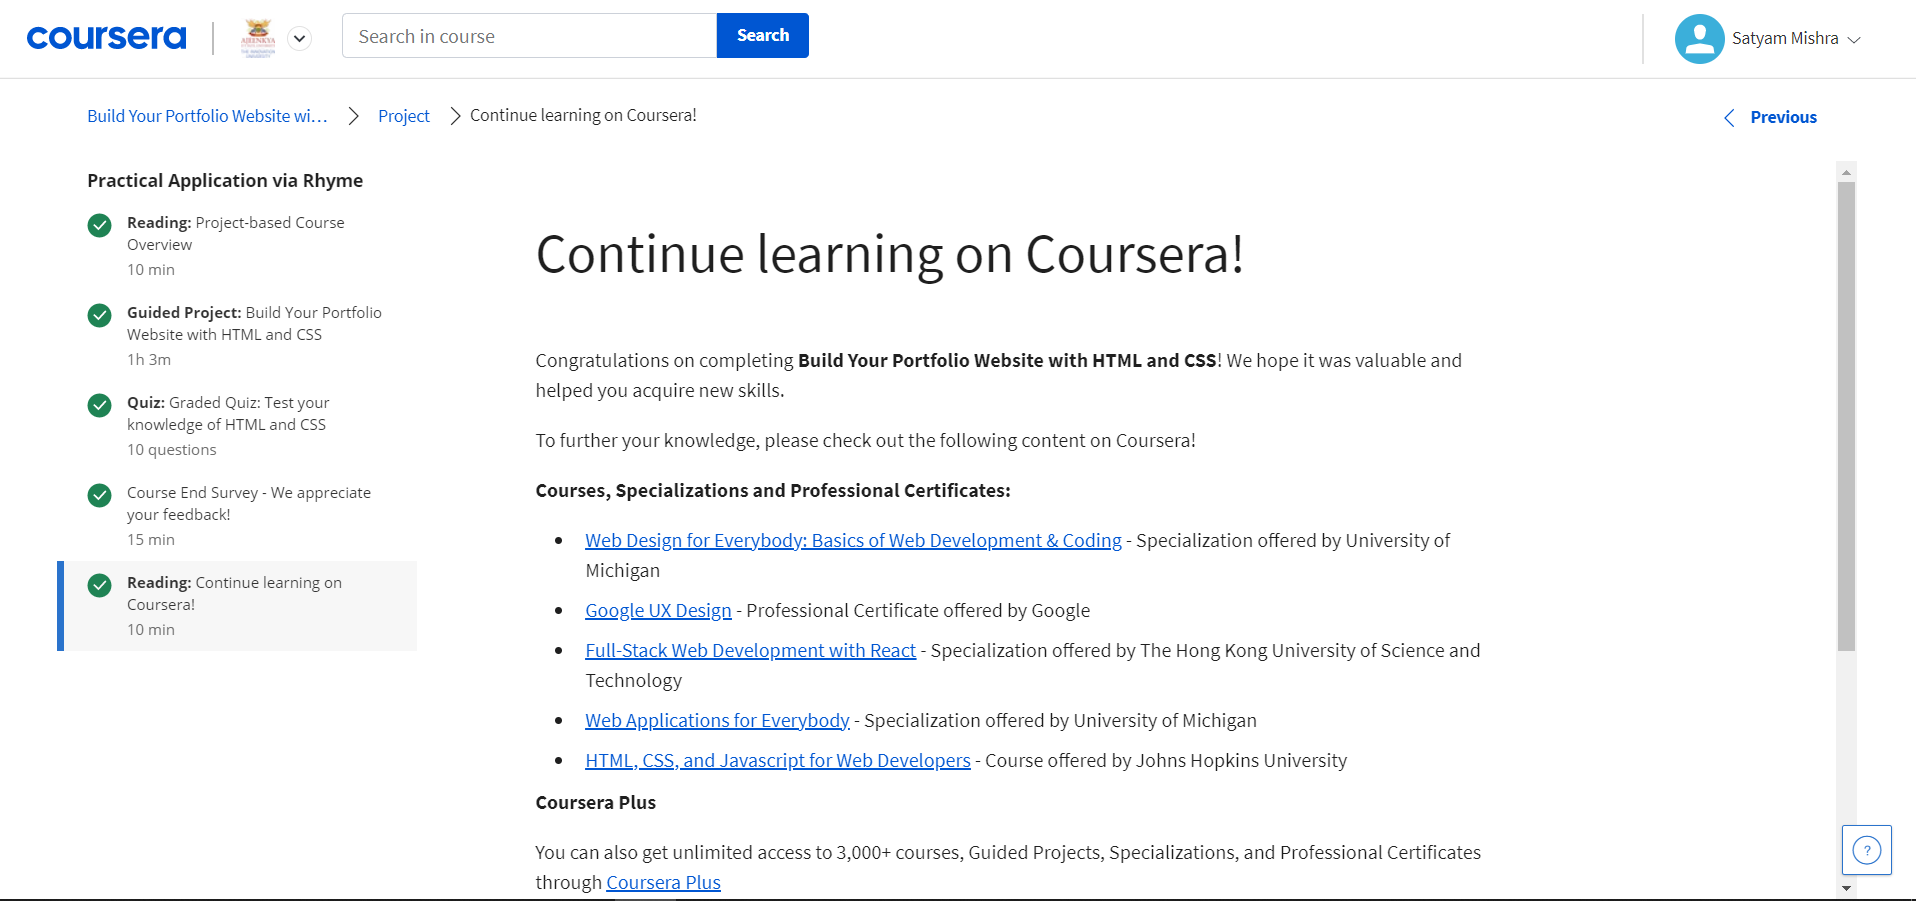 coursera
AJEENKYA
THE INNOVATION
UNIVERSITY
Search in course
Search
Satyam Mishra
Build Your Portfolio Website wi...
Project
Continue learning on Coursera!
Previous
Practical Application via Rhyme
Reading: Project-based Course
Overview
10 min
Guided Project: Build Your Portfolio
Website with HTML and CSS
1h 3m
Quiz: Graded Quiz: Test your
knowledge of HTML and CSS
10 questions
Course End Survey - We appreciate
your feedback!
15 min
Reading: Continue learning on
Coursera!
10 min
Continue learning on Coursera!
Congratulations on completing Build Your Portfolio Website with HTML and CSS! We hope it was valuable and
helped you acquire new skills.
To further your knowledge, please check out the following content on Coursera!
Courses, Specializations and Professional Certificates:
• Web Design for Everybody: Basics of Web Development & Coding - Specialization offered by University of
Michigan
• Google UX Design - Professional Certificate offered by Google
• Full-Stack Web Development with React - Specialization offered by The Hong Kong University of Science and
Technology
• Web Applications for Everybody - Specialization offered by University of Michigan
• HTML, CSS, and Javascript for Web Developers - Course offered by Johns Hopkins University
Coursera Plus
You can also get unlimited access to 3,000+ courses, Guided Projects, Specializations, and Professional Certificates
through Coursera Plus
?